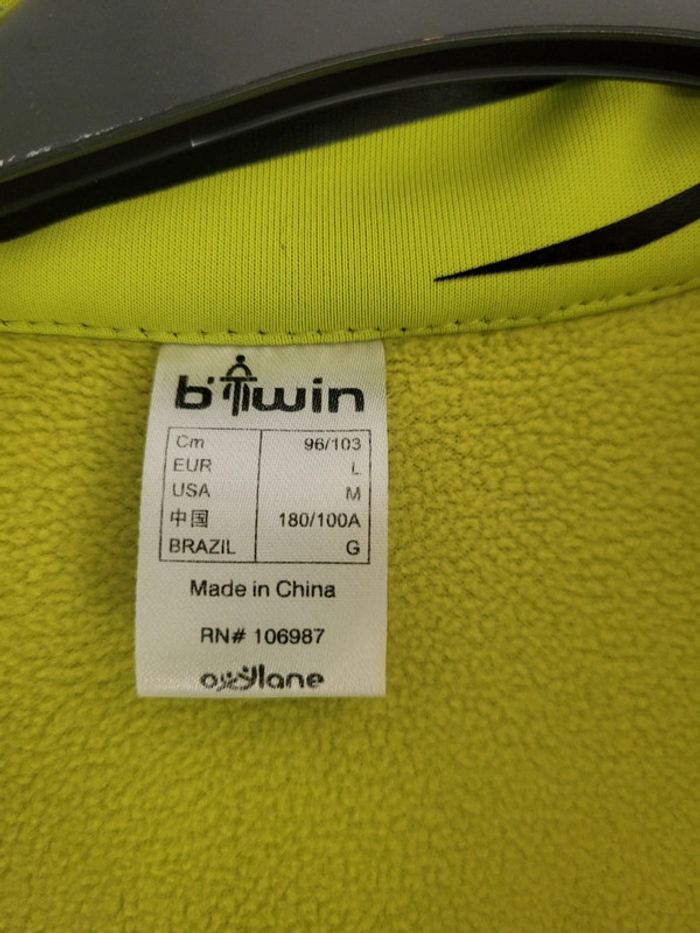 b'Twin
Cm 96/103
EUR L
USA M
中国 180/100A
BRAZIL G
Made in China
RN# 106987
oxylane